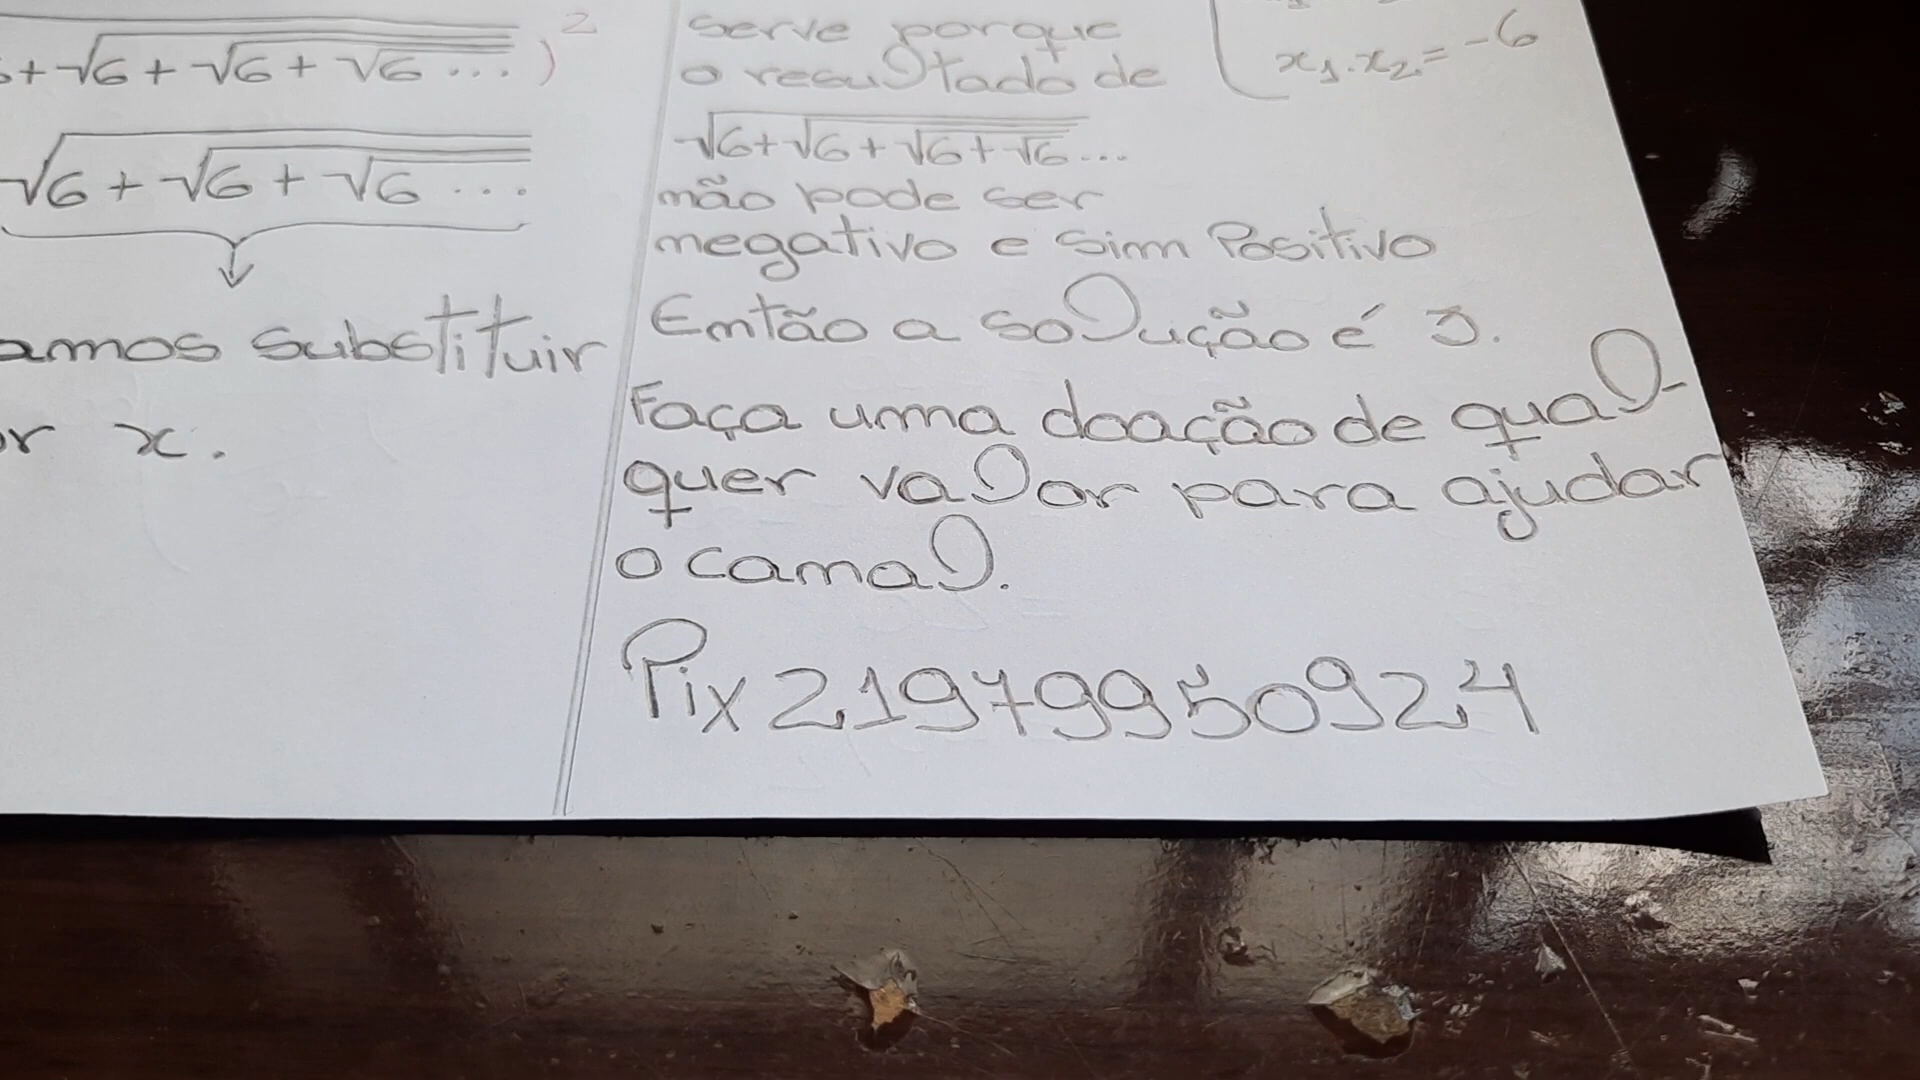 6+√6+√6+√6...)²
√6+√6+√6...
amos substituir
or x.
serve porque
o resultado de
√6+√6+√6+√6...
não pode ser
negativo e sim Positivo
Então a solução é 3.
Faça uma doação de qual-
quer valor para ajudar
o canal.
Pix 21979950924
x₁.x₂=-6